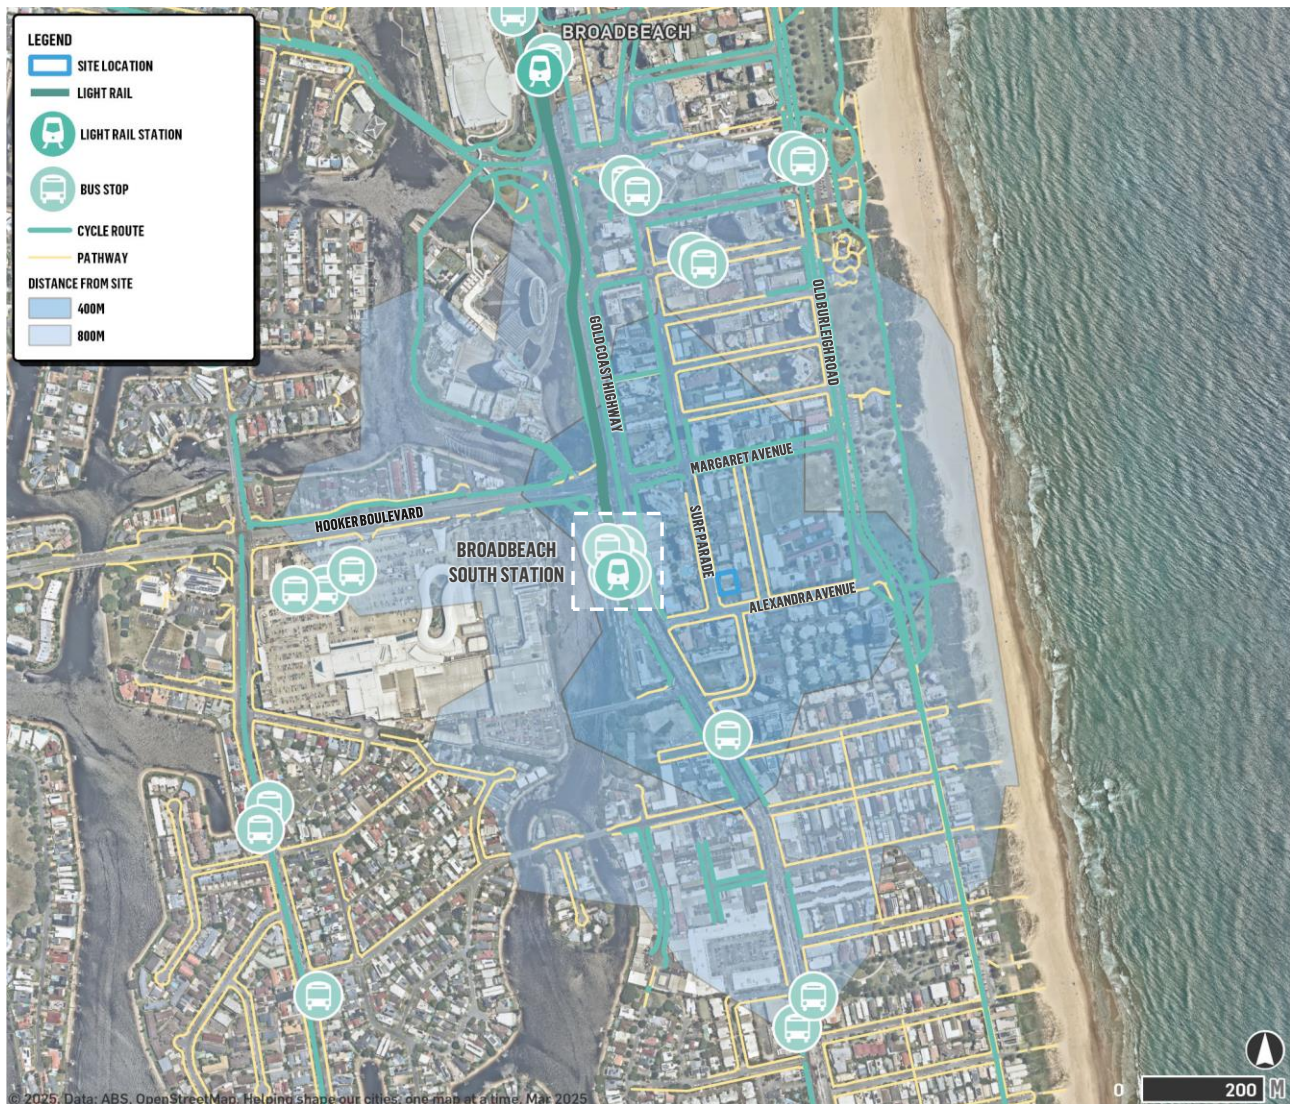 LEGEND
SITE LOCATION
LIGHT RAIL
LIGHT RAIL STATION
BUS STOP
CYCLE ROUTE
PATHWAY
DISTANCE FROM SITE
400M
800M
BROADBEACH
GOLD COAST HIGHWAY
OLD BURLEIGH ROAD
MARGARET AVENUE
HOOKER BOULEVARD
SURF PARADE
BROADBEACH
SOUTH STATION
ALEXANDRA AVENUE
0 200 M
© 2025. Data: ABS, OpenStreetMap. Helping shape our cities, one map at a time, Mar 2025